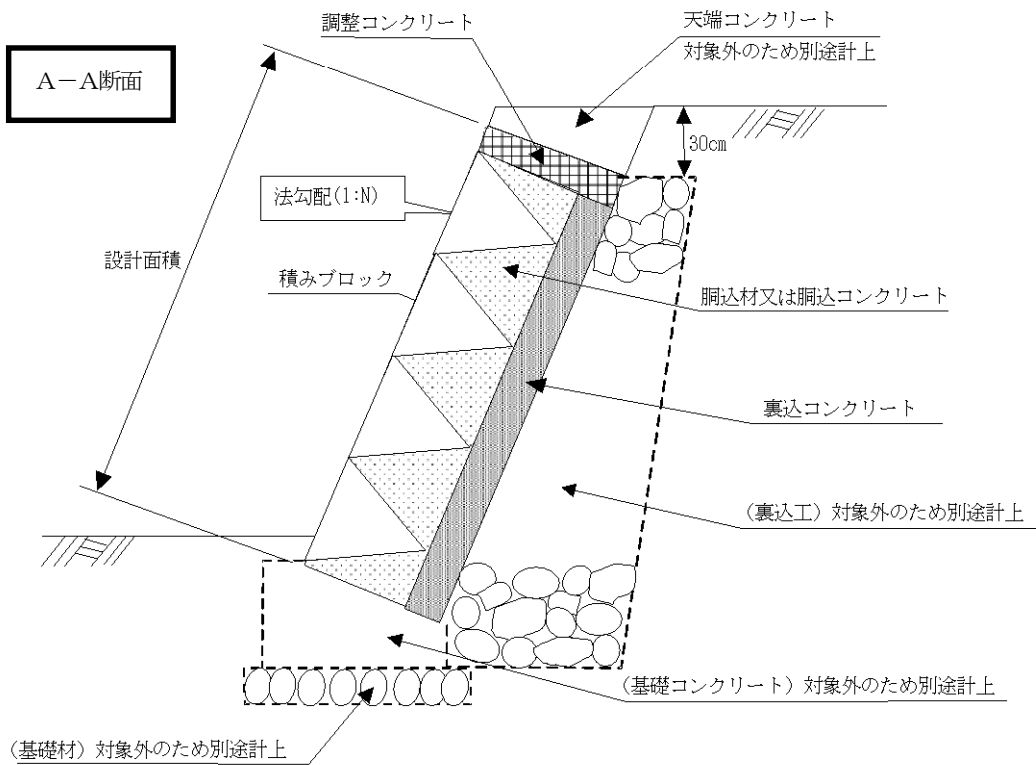 調整コンクリート
天端コンクリート
対象外のため別途計上
A－A断面
30cm
法勾配(1:N)
設計面積
積みブロック
胴込材又は胴込コンクリート
裏込コンクリート
(裏込工) 対象外のため別途計上
(基礎コンクリート) 対象外のため別途計上
(基礎材) 対象外のため別途計上